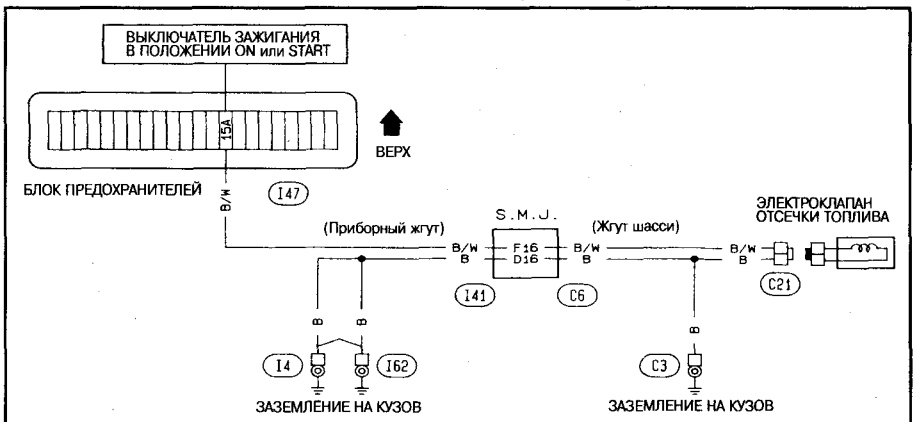 ВЫКЛЮЧАТЕЛЬ ЗАЖИГАНИЯ
В ПОЛОЖЕНИИ ON или START
15A
ВЕРХ
БЛОК ПРЕДОХРАНИТЕЛЕЙ
I47
B/W
ЭЛЕКТРОКЛАПАН
ОТСЕЧКИ ТОПЛИВА
S.M.J.
(Приборный жгут)
(Жгут шасси)
B/W F16 B/W B/W
B D16 B B
I41
C6
C21
B
B
B
I4
I62
C3
ЗАЗЕМЛЕНИЕ НА КУЗОВ
ЗАЗЕМЛЕНИЕ НА КУЗОВ